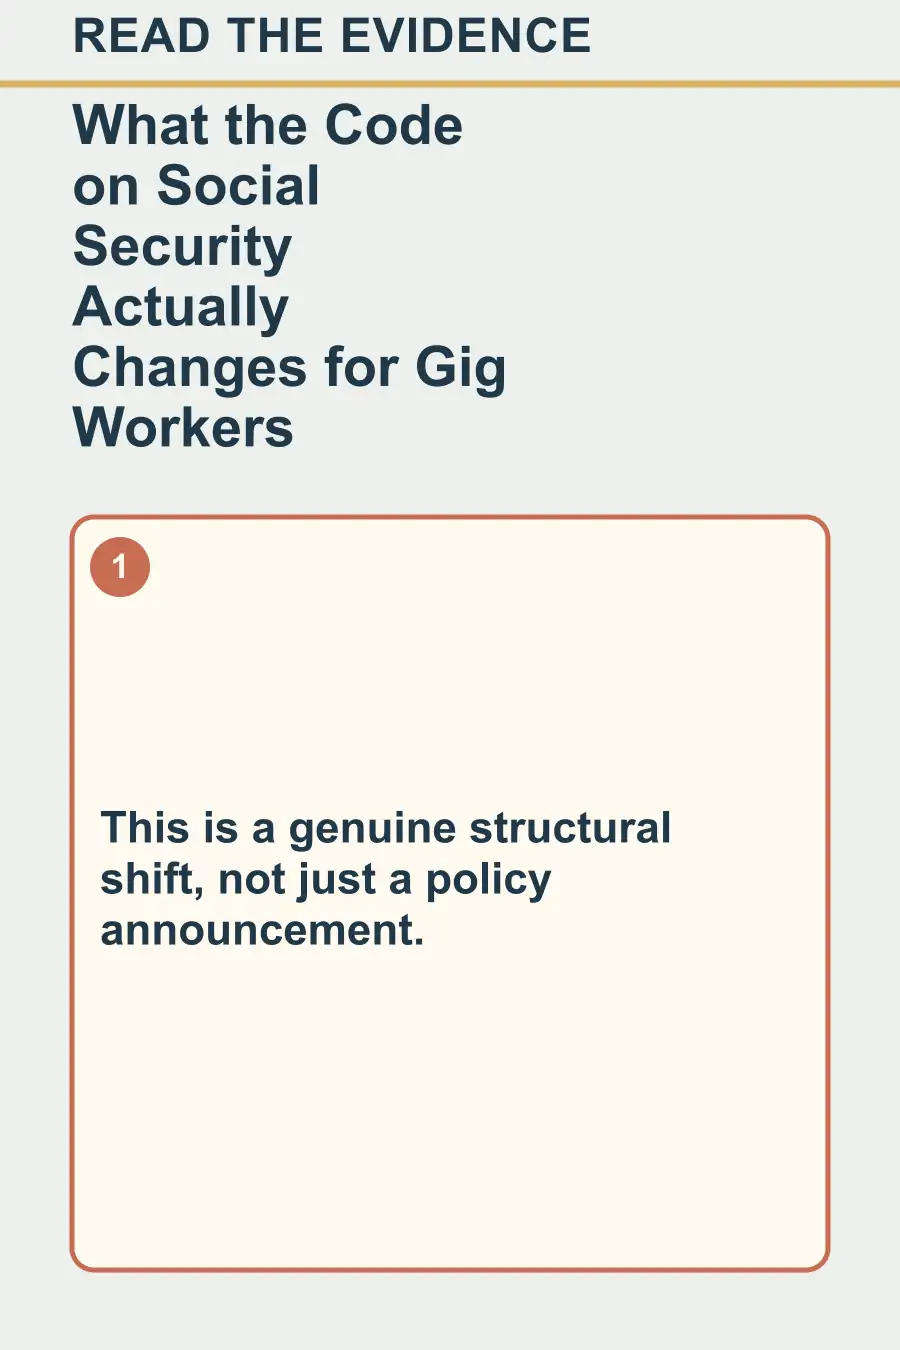 READ THE EVIDENCE
What the Code
on Social
Security
Actually
Changes for Gig
Workers
1
This is a genuine structural
shift, not just a policy
announcement.